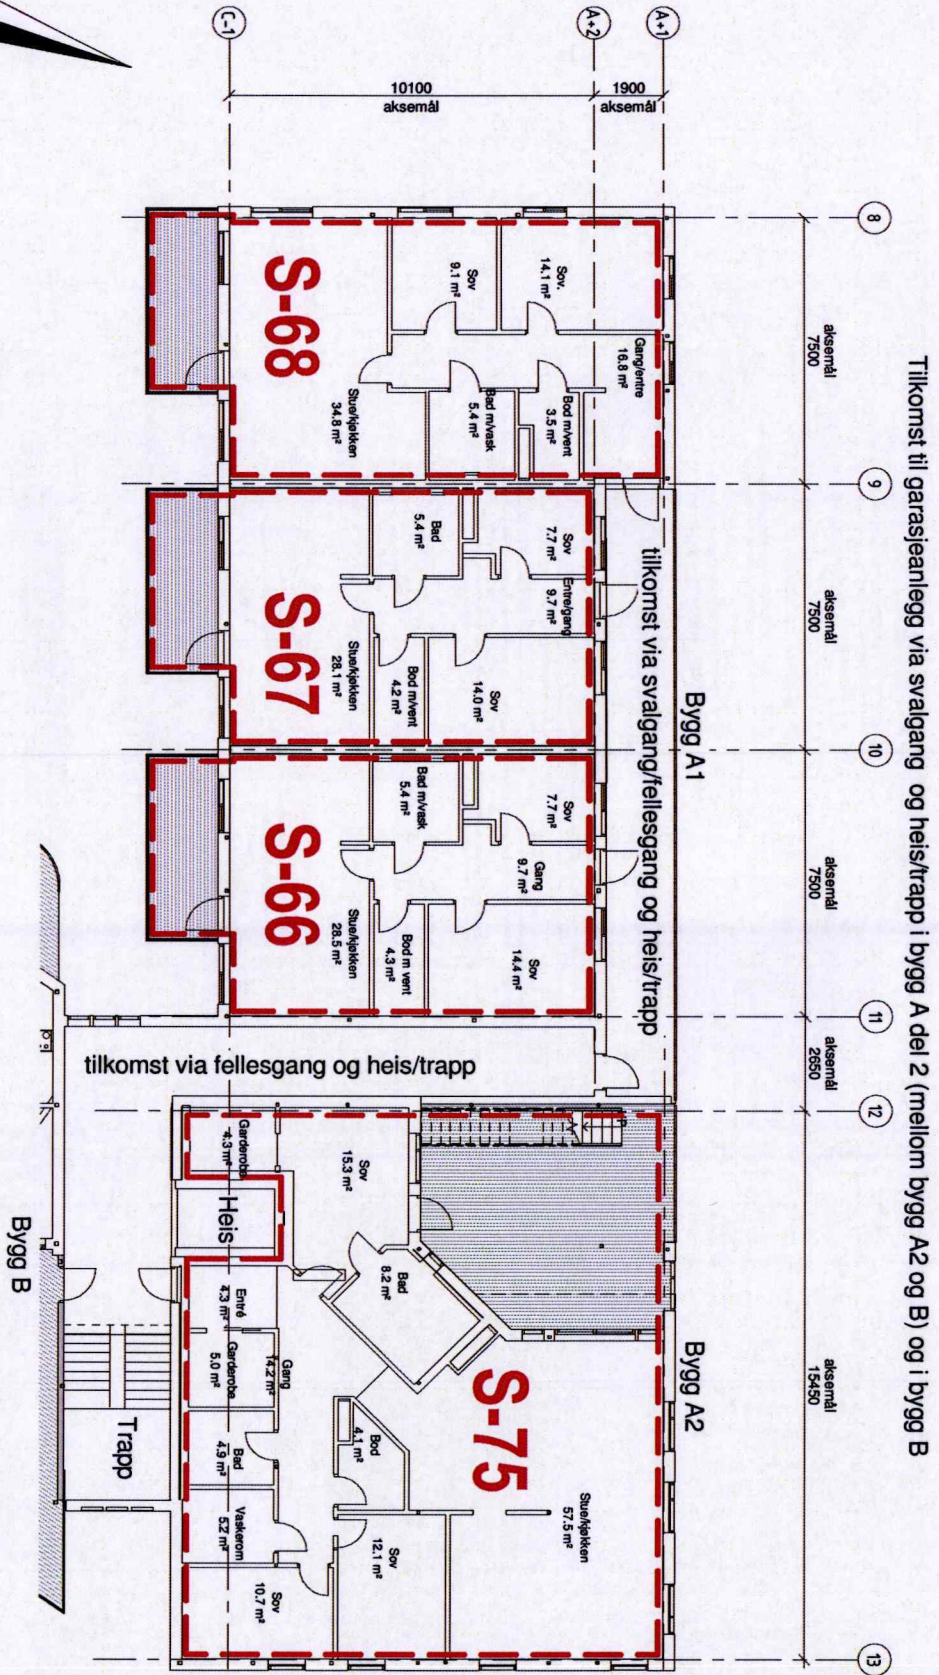 Tilkomst til garasjeanlegg via svalgang og heis/trapp i bygg A del 2 (mellom bygg A2 og B) og i bygg B
8
9
10
11
12
13
aksemål
7500
aksemål
7500
aksemål
7500
aksemål
2650
aksemål
15450
A+1
A+2
C-1
1900
aksemål
10100
aksemål
Bygg A1
Bygg A2
tilkomst via svalgang/fellesgang og heis/trapp
Sov.
14.1 m²
Gang/entre
16.8 m²
Sov
9.1 m²
Bod m/vent
3.5 m²
Bad m/vask
5.4 m²
Stue/kjøkken
34.8 m²
S-68
Sov
7.7 m²
Entre/gang
9.7 m²
Sov
14.0 m²
Bad
5.4 m²
Bod m/vent
4.2 m²
Stue/kjøkken
28.1 m²
S-67
Sov
7.7 m²
Gang
9.7 m²
Sov
14.4 m²
Bad m/vask
5.4 m²
Bod m vent
4.3 m²
Stue/kjøkken
28.5 m²
S-66
tilkomst via fellesgang og heis/trapp
Stue/kjøkken
57.5 m²
S-75
Sov
15.3 m²
Bad
8.2 m²
Bod
4.1 m²
Sov
12.1 m²
Garderobe
4.3 m²
Heis
Entré
4.3 m²
Gang
14.2 m²
Garderobe
5.0 m²
Bad
4.9 m²
Vaskerom
5.2 m²
Sov
10.7 m²
Trapp
Bygg B